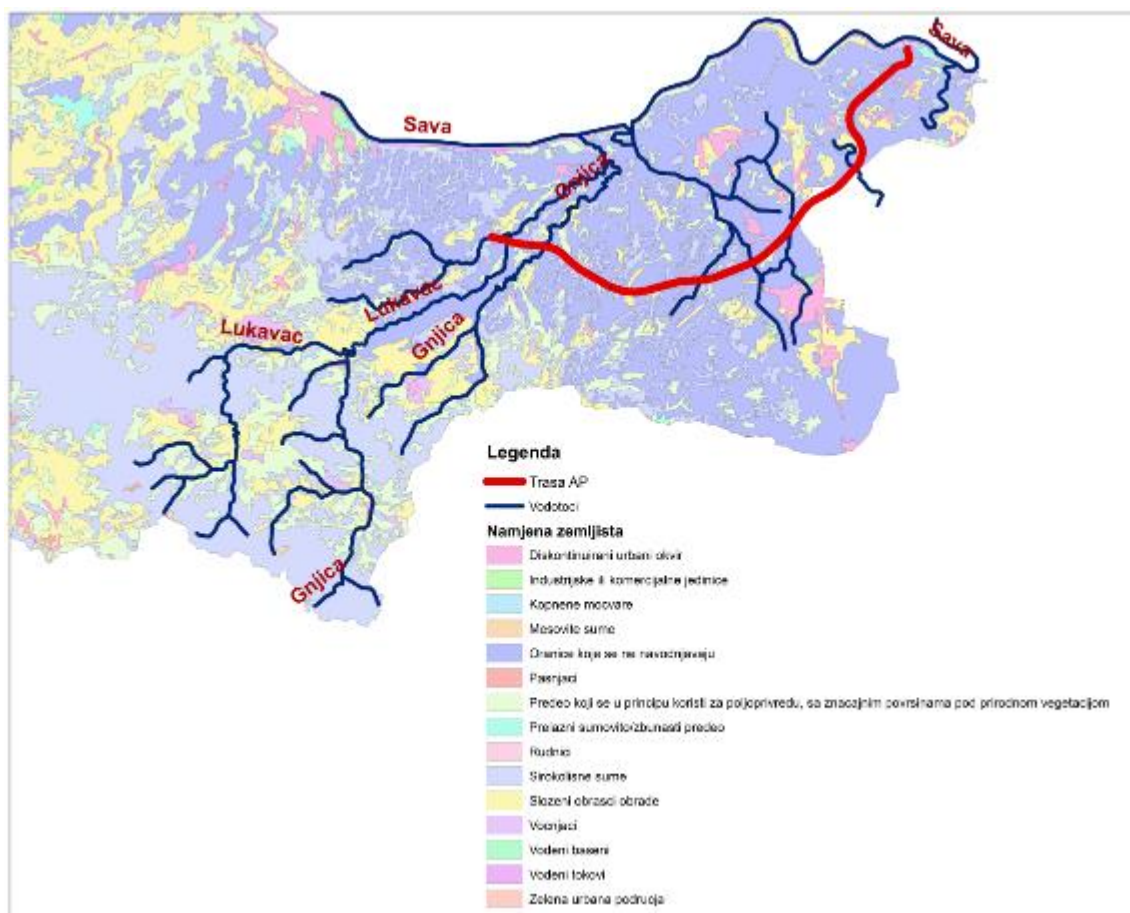 Sava
Sava
Gnjica
Lukavac
Lukavac
Gnjica
Gnjica
Legenda
Trasa AP
Vodotoci
Namjena zemljista
Diskontinuirani urbani okvir
Industrijske ili komercijalne jedinice
Kopnene mocvare
Mesovite sume
Oranice koje se ne navodnjavaju
Pasnjaci
Predeo koji se u principu koristi za poljoprivredu, sa znacajnim povrsinama pod prirodnom vegetacijom
Prelazni sumovito/zbunasti predeo
Rudnici
Sirokolisne sume
Slozeni obrasci obrade
Vocnjaci
Vodeni baseni
Vodeni tokovi
Zelena urbana podrucja